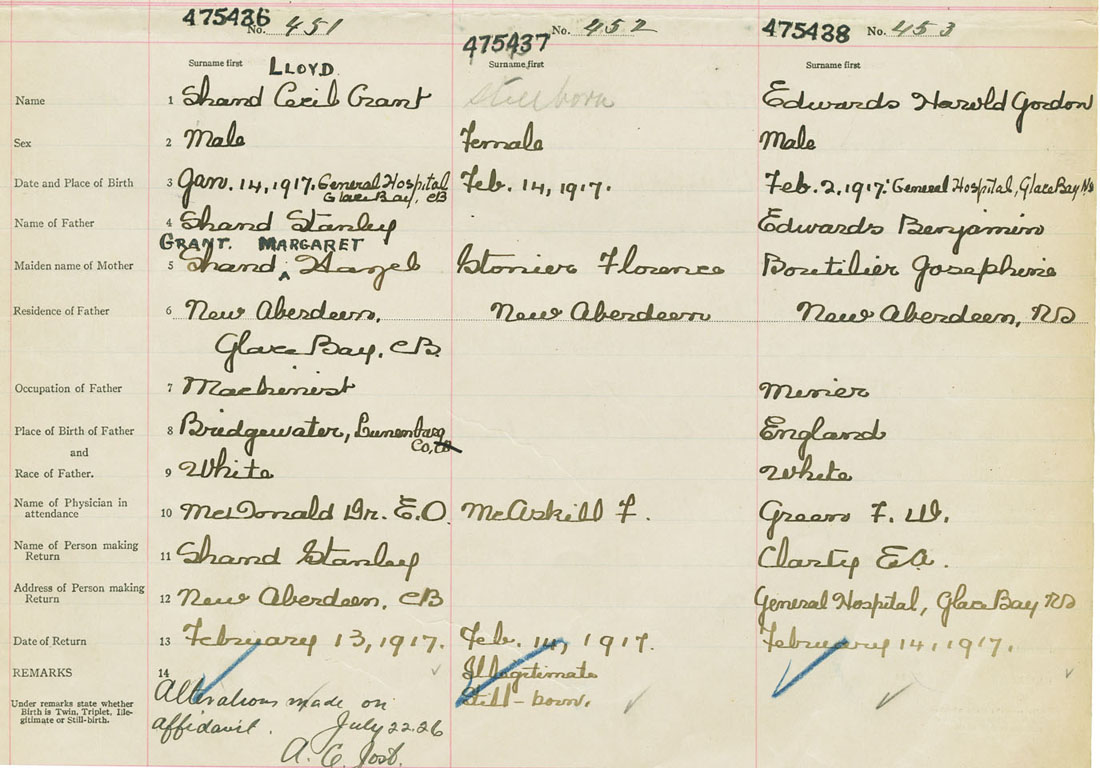 475436 No. 451
475437 No. 452
475438 No. 453
Surname first LLOYD
Surname first
Surname first
Name 1 Shand Cecil Grant
Stillborn
Edwards Harold Gordon
Sex 2 Male
Female
Male
Date and Place of Birth 3 Jan. 14, 1917. General Hospital
Glace Bay, CB
Feb. 14, 1917.
Feb. 2, 1917. General Hospital, Glace Bay NS
Name of Father 4 Shand Stanley
Edwards Benjamin
GRANT. MARGARET
Maiden name of Mother 5 Shand ^ Hazel
Stonier Florence
Boutilier Josephine
Residence of Father 6 New Aberdeen,
Glace Bay, CB.
New Aberdeen
New Aberdeen, NS
Occupation of Father 7 Machinist
Minier
Place of Birth of Father 8 Bridgewater, Lunenburg
Co,
England
and
Race of Father. 9 White
White
Name of Physician in
attendance 10 McDonald Dr. E.O.
McAskill F.
Green F. W.
Name of Person making
Return 11 Shand Stanley
Clarty E.A.
Address of Person making
Return 12 New Aberdeen, CB
General Hospital, Glace Bay NS
Date of Return 13 February 13, 1917.
Feb. 14, 1917.
February 14, 1917.
REMARKS 14
Under remarks state whether
Birth is Twin, Triplet, Ille-
gitimate or Still-birth.
Alterations made on
affidavit. July 22.26
A. C. Jost.
Illegitimate
Still-born.